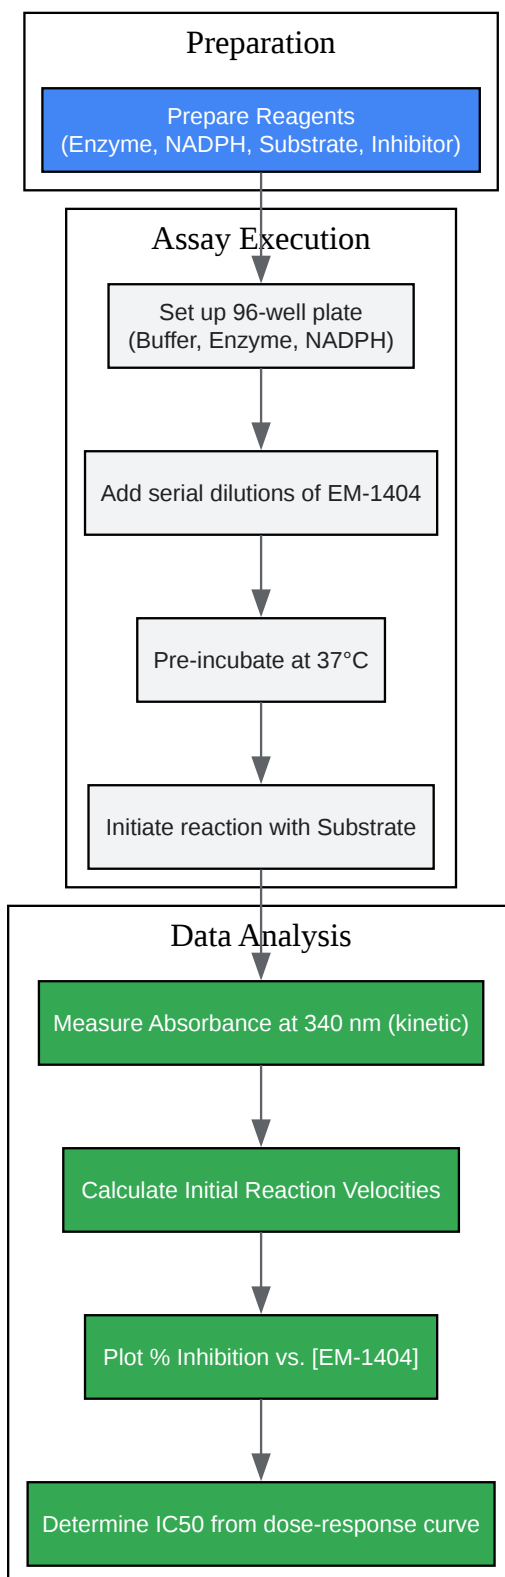 Preparation
Prepare Reagents
(Enzyme, NADPH, Substrate, Inhibitor)
Assay Execution
Set up 96-well plate
(Buffer, Enzyme, NADPH)
Add serial dilutions of EM-1404
Pre-incubate at 37°C
Initiate reaction with Substrate
Data Analysis
Measure Absorbance at 340 nm (kinetic)
Calculate Initial Reaction Velocities
Plot % Inhibition vs. [EM-1404]
Determine IC50 from dose-response curve